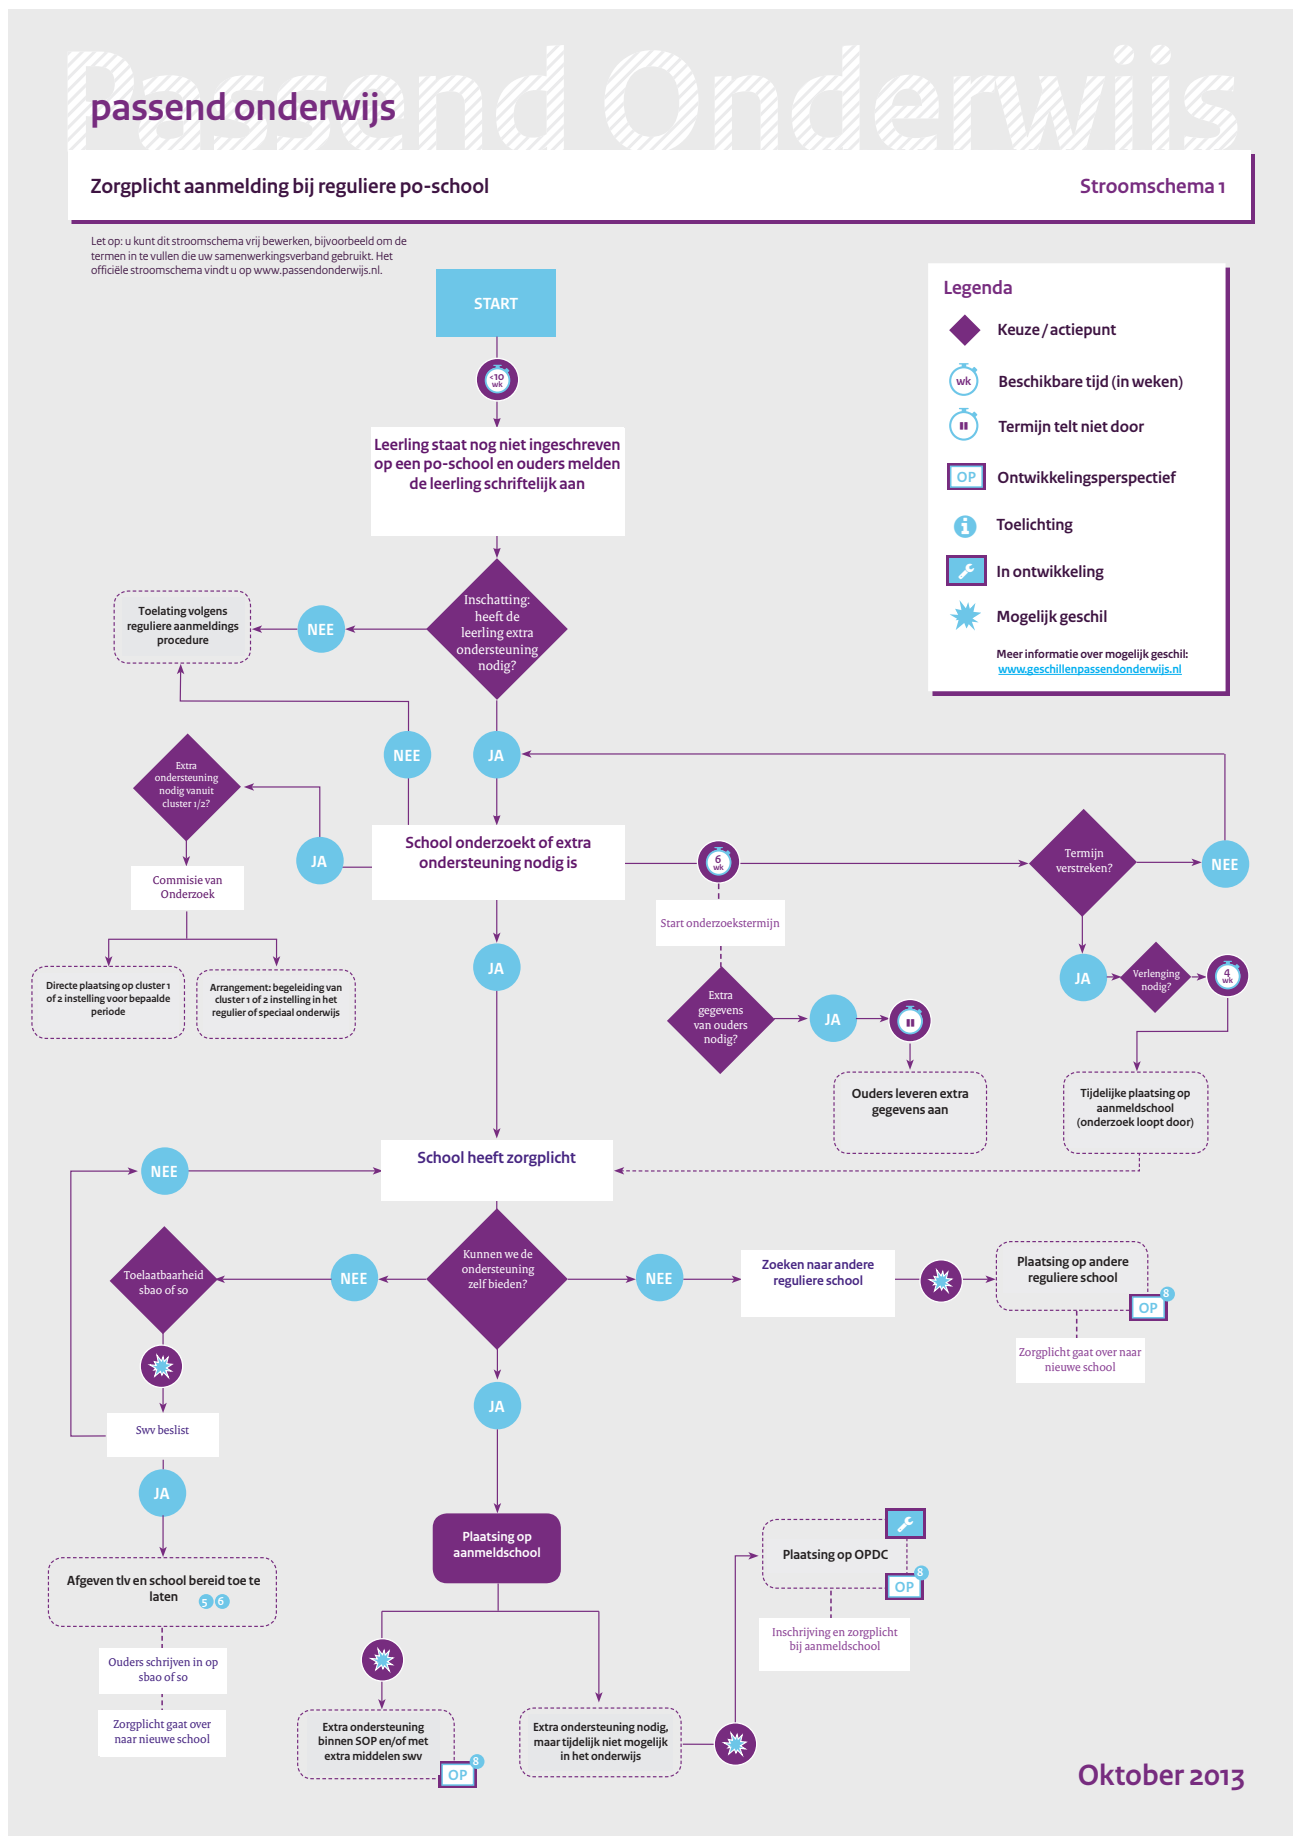 Passend Onderwijs
passend onderwijs
Zorgplicht aanmelding bij reguliere po-school
Stroomschema 1
Let op: u kunt dit stroomschema vrij bewerken, bijvoorbeeld om de
termen in te vullen die uw samenwerkingsverband gebruikt. Het
officiële stroomschema vindt u op www.passendonderwijs.nl.
START
<10
wk
Leerling staat nog niet ingeschreven
op een po-school en ouders melden
de leerling schriftelijk aan
Legenda
Keuze / actiepunt
wk
Beschikbare tijd (in weken)
Termijn telt niet door
OP
Ontwikkelingsperspectief
Toelichting
In ontwikkeling
Mogelijk geschil
Meer informatie over mogelijk geschil:
www.geschillenpassendonderwijs.nl
Inschatting:
heeft de
leerling extra
ondersteuning
nodig?
NEE
Toelating volgens
reguliere aanmeldings
procedure
NEE
JA
Extra
ondersteuning
nodig vanuit
cluster 1/2?
JA
School onderzoekt of extra
ondersteuning nodig is
6
wk
Termijn
verstreken?
NEE
Commisie van
Onderzoek
Start onderzoekstermijn
Directe plaatsing op cluster 1
of 2 instelling voor bepaalde
periode
Arrangement: begeleiding van
cluster 1 of 2 instelling in het
regulier of speciaal onderwijs
JA
Extra
gegevens
van ouders
nodig?
JA
JA
Verlenging
nodig?
4
wk
Ouders leveren extra
gegevens aan
Tijdelijke plaatsing op
aanmeldschool
(onderzoek loopt door)
NEE
School heeft zorgplicht
Toelaatbaarheid
sbao of so
NEE
Kunnen we de
ondersteuning
zelf bieden?
NEE
Zoeken naar andere
reguliere school
Plaatsing op andere
reguliere school
OP
8
Zorgplicht gaat over naar
nieuwe school
JA
Swv beslist
JA
Plaatsing op
aanmeldschool
Afgeven tlv en school bereid toe te
laten
5 6
Plaatsing op OPDC
OP
8
Inschrijving en zorgplicht
bij aanmeldschool
Ouders schrijven in op
sbao of so
Zorgplicht gaat over
naar nieuwe school
Extra ondersteuning
binnen SOP en/of met
extra middelen swv
OP
8
Extra ondersteuning nodig,
maar tijdelijk niet mogelijk
in het onderwijs
Oktober 2013